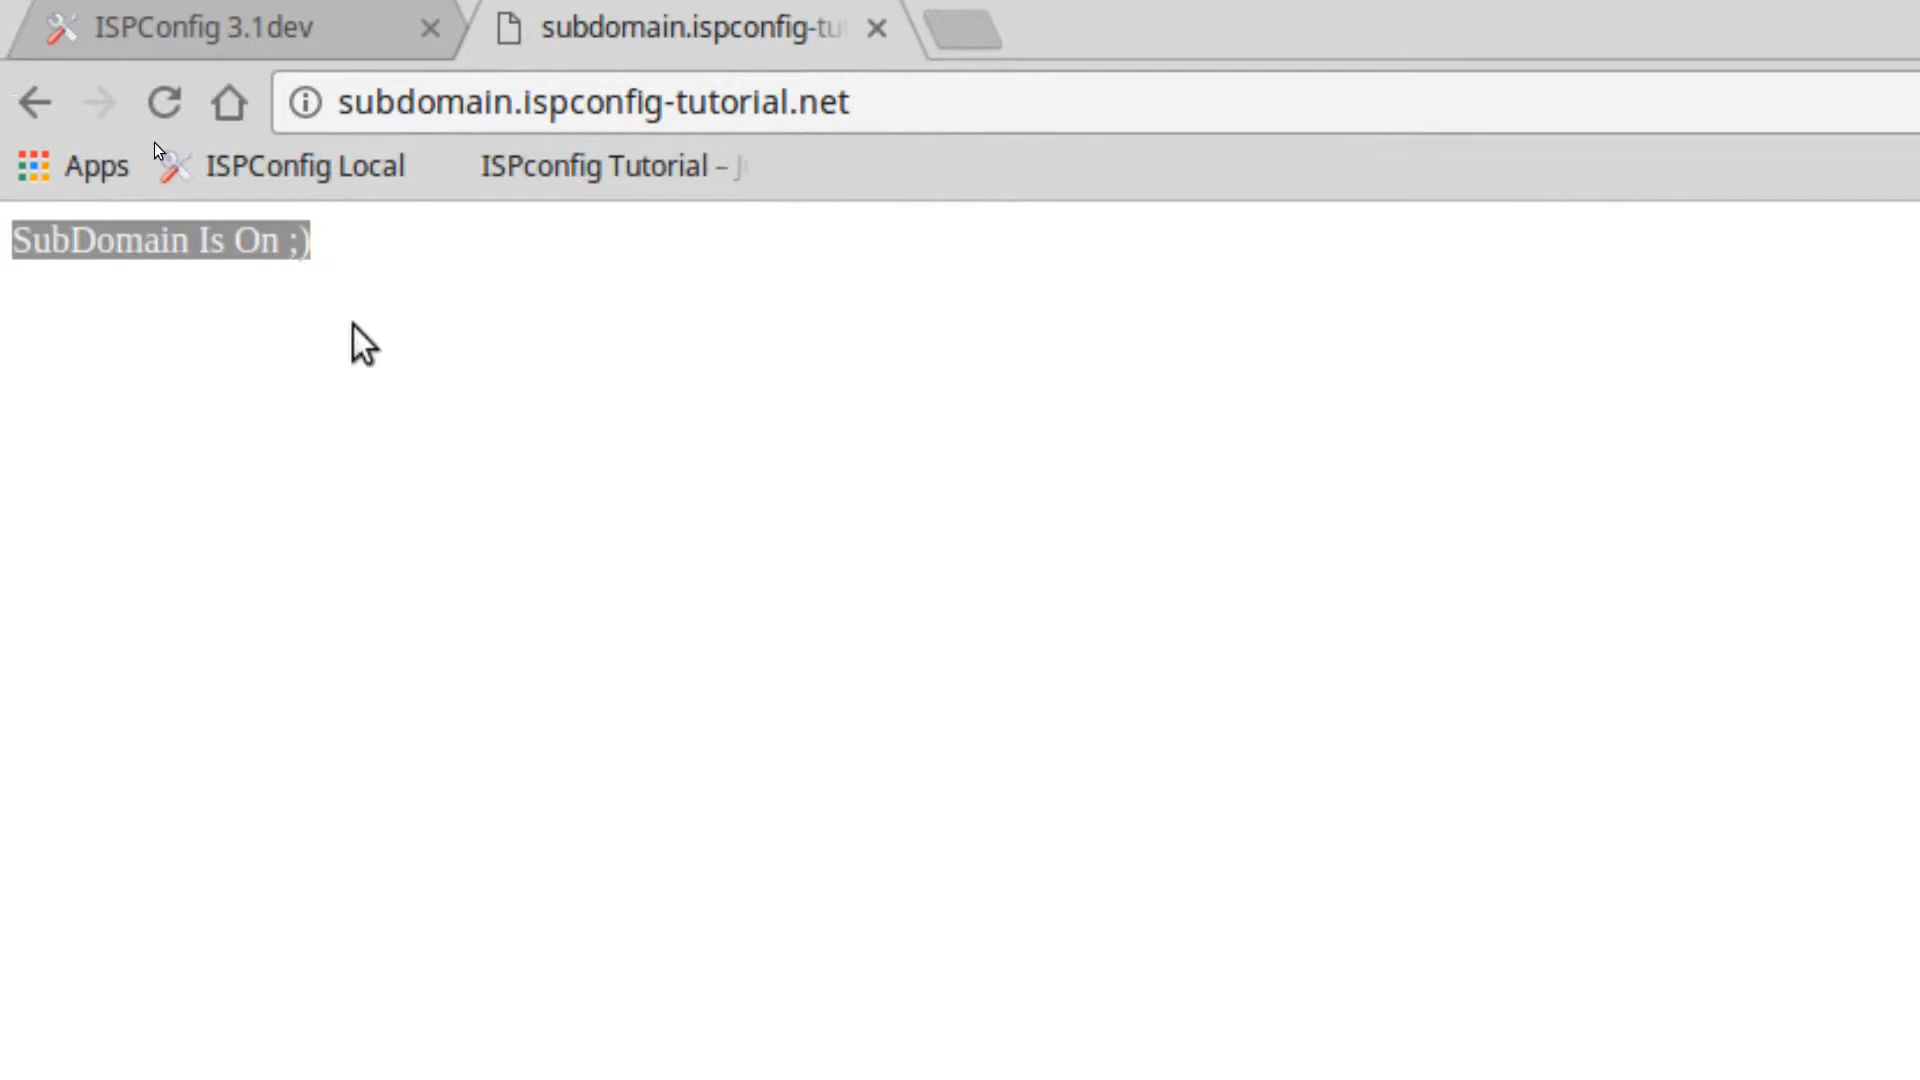 ISPConfig 3.1dev
subdomain.ispconfig-tu
subdomain.ispconfig-tutorial.net
Apps
ISPConfig Local
ISPconfig Tutorial –
SubDomain Is On ;)